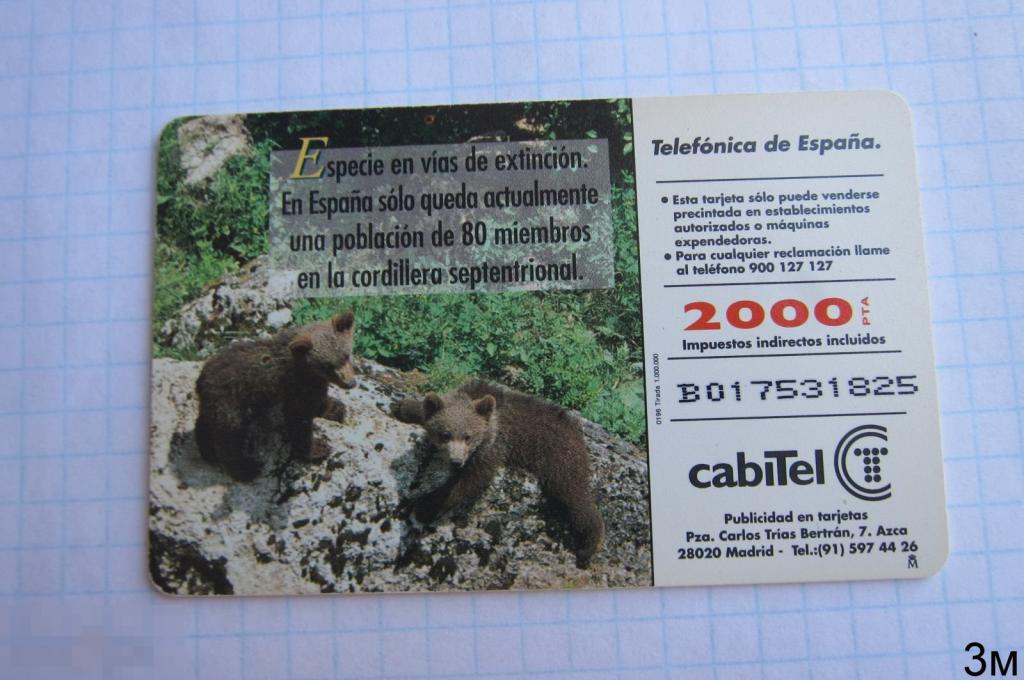 Especie en vías de extinción.
En España sólo queda actualmente
una población de 80 miembros
en la cordillera septentrional.
Telefónica de España.
• Esta tarjeta sólo puede venderse
precintada en establecimientos
autorizados o máquinas
expendedoras.
• Para cualquier reclamación llame
al teléfono 900 127 127
2000 PTA
Impuestos indirectos incluidos
0196 Tirada 1.000.000
B017531825
cabiTel
Publicidad en tarjetas
Pza. Carlos Trías Bertrán, 7. Azca
28020 Madrid - Tel.:(91) 597 44 26
M
3м